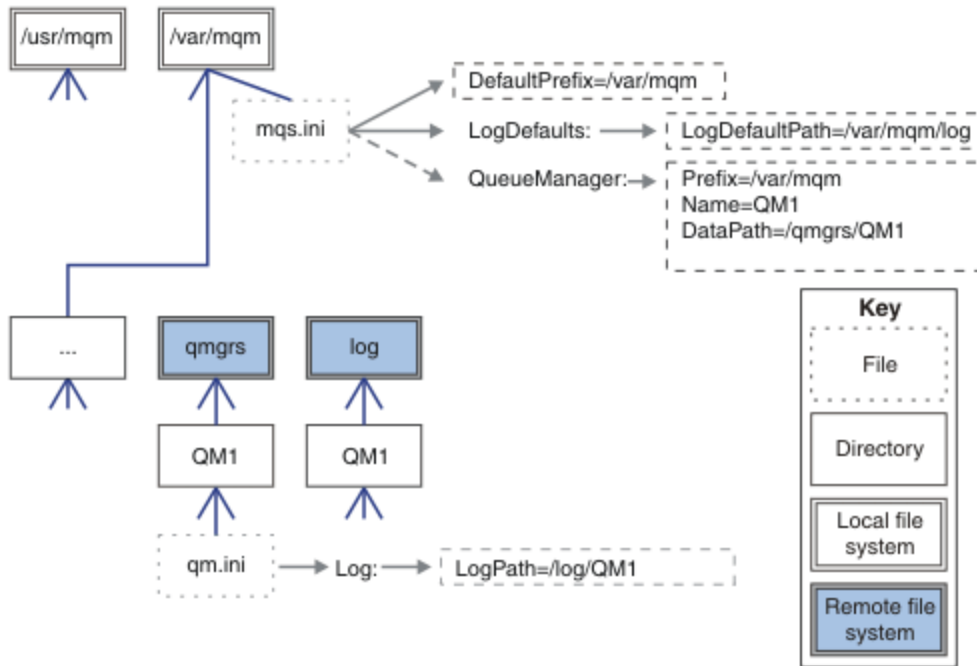 /usr/mqm
/var/mqm
mqs.ini
DefaultPrefix=/var/mqm
LogDefaults:
LogDefaultPath=/var/mqm/log
QueueManager:
Prefix=/var/mqm
Name=QM1
DataPath=/qmgrs/QM1
...
qmgrs
log
QM1
QM1
qm.ini
Log:
LogPath=/log/QM1
Key
File
Directory
Local file
system
Remote file
system